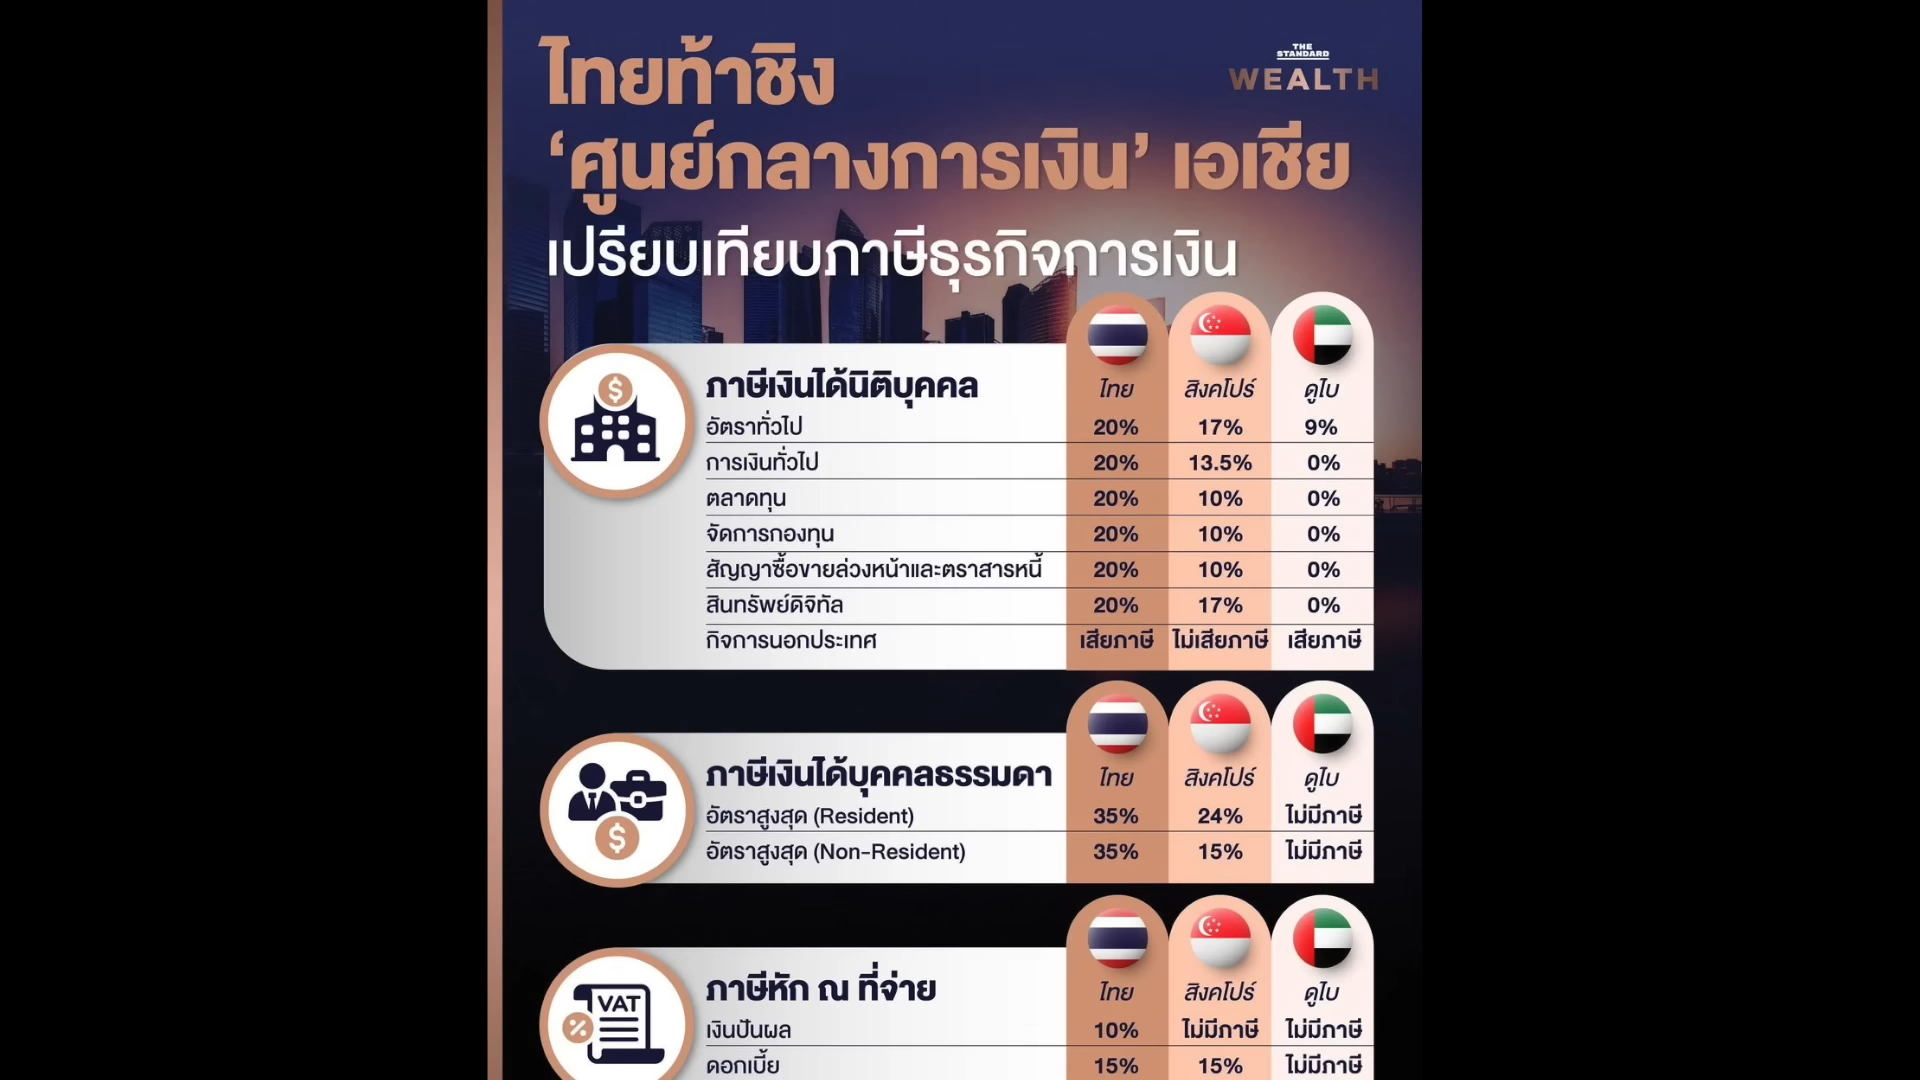 ไทยท้าชิง
THE
STANDARD
WEALTH
‘ศูนย์กลางการเงิน’ เอเชีย
เปรียบเทียบภาษีธุรกิจการเงิน
ภาษีเงินได้นิติบุคคล ไทย สิงคโปร์ ดูไบ
อัตราทั่วไป 20% 17% 9%
การเงินทั่วไป 20% 13.5% 0%
ตลาดทุน 20% 10% 0%
จัดการกองทุน 20% 10% 0%
สัญญาซื้อขายล่วงหน้าและตราสารหนี้ 20% 10% 0%
สินทรัพย์ดิจิทัล 20% 17% 0%
กิจการนอกประเทศ เสียภาษี ไม่เสียภาษี เสียภาษี
ภาษีเงินได้บุคคลธรรมดา ไทย สิงคโปร์ ดูไบ
อัตราสูงสุด (Resident) 35% 24% ไม่มีภาษี
อัตราสูงสุด (Non-Resident) 35% 15% ไม่มีภาษี
ภาษีหัก ณ ที่จ่าย ไทย สิงคโปร์ ดูไบ
VAT
%
เงินปันผล 10% ไม่มีภาษี ไม่มีภาษี
ดอกเบี้ย 15% 15% ไม่มีภาษี